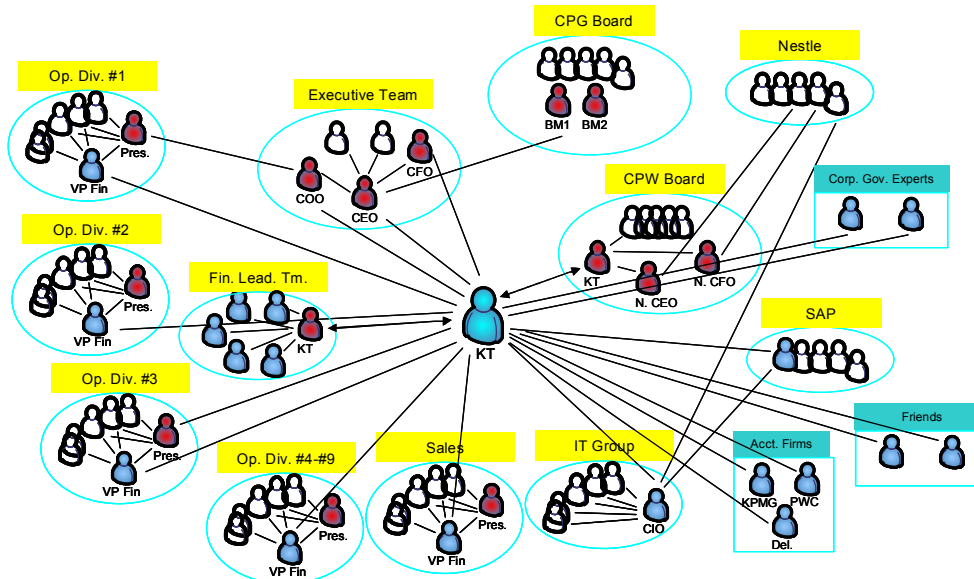 CPG Board
Nestle
Op. Div. #1
Executive Team
BM1
BM2
Pres.
CFO
VP Fin
COO
CEO
CPW Board
Corp. Gov. Experts
Op. Div. #2
Fin. Lead. Tm.
KT
N. CFO
N. CEO
Pres.
SAP
VP Fin
KT
KT
Op. Div. #3
Friends
Pres.
Op. Div. #4-#9
Sales
IT Group
Acct. Firms
VP Fin
KPMG
PWC
Pres.
Pres.
CIO
Del.
VP Fin
VP Fin